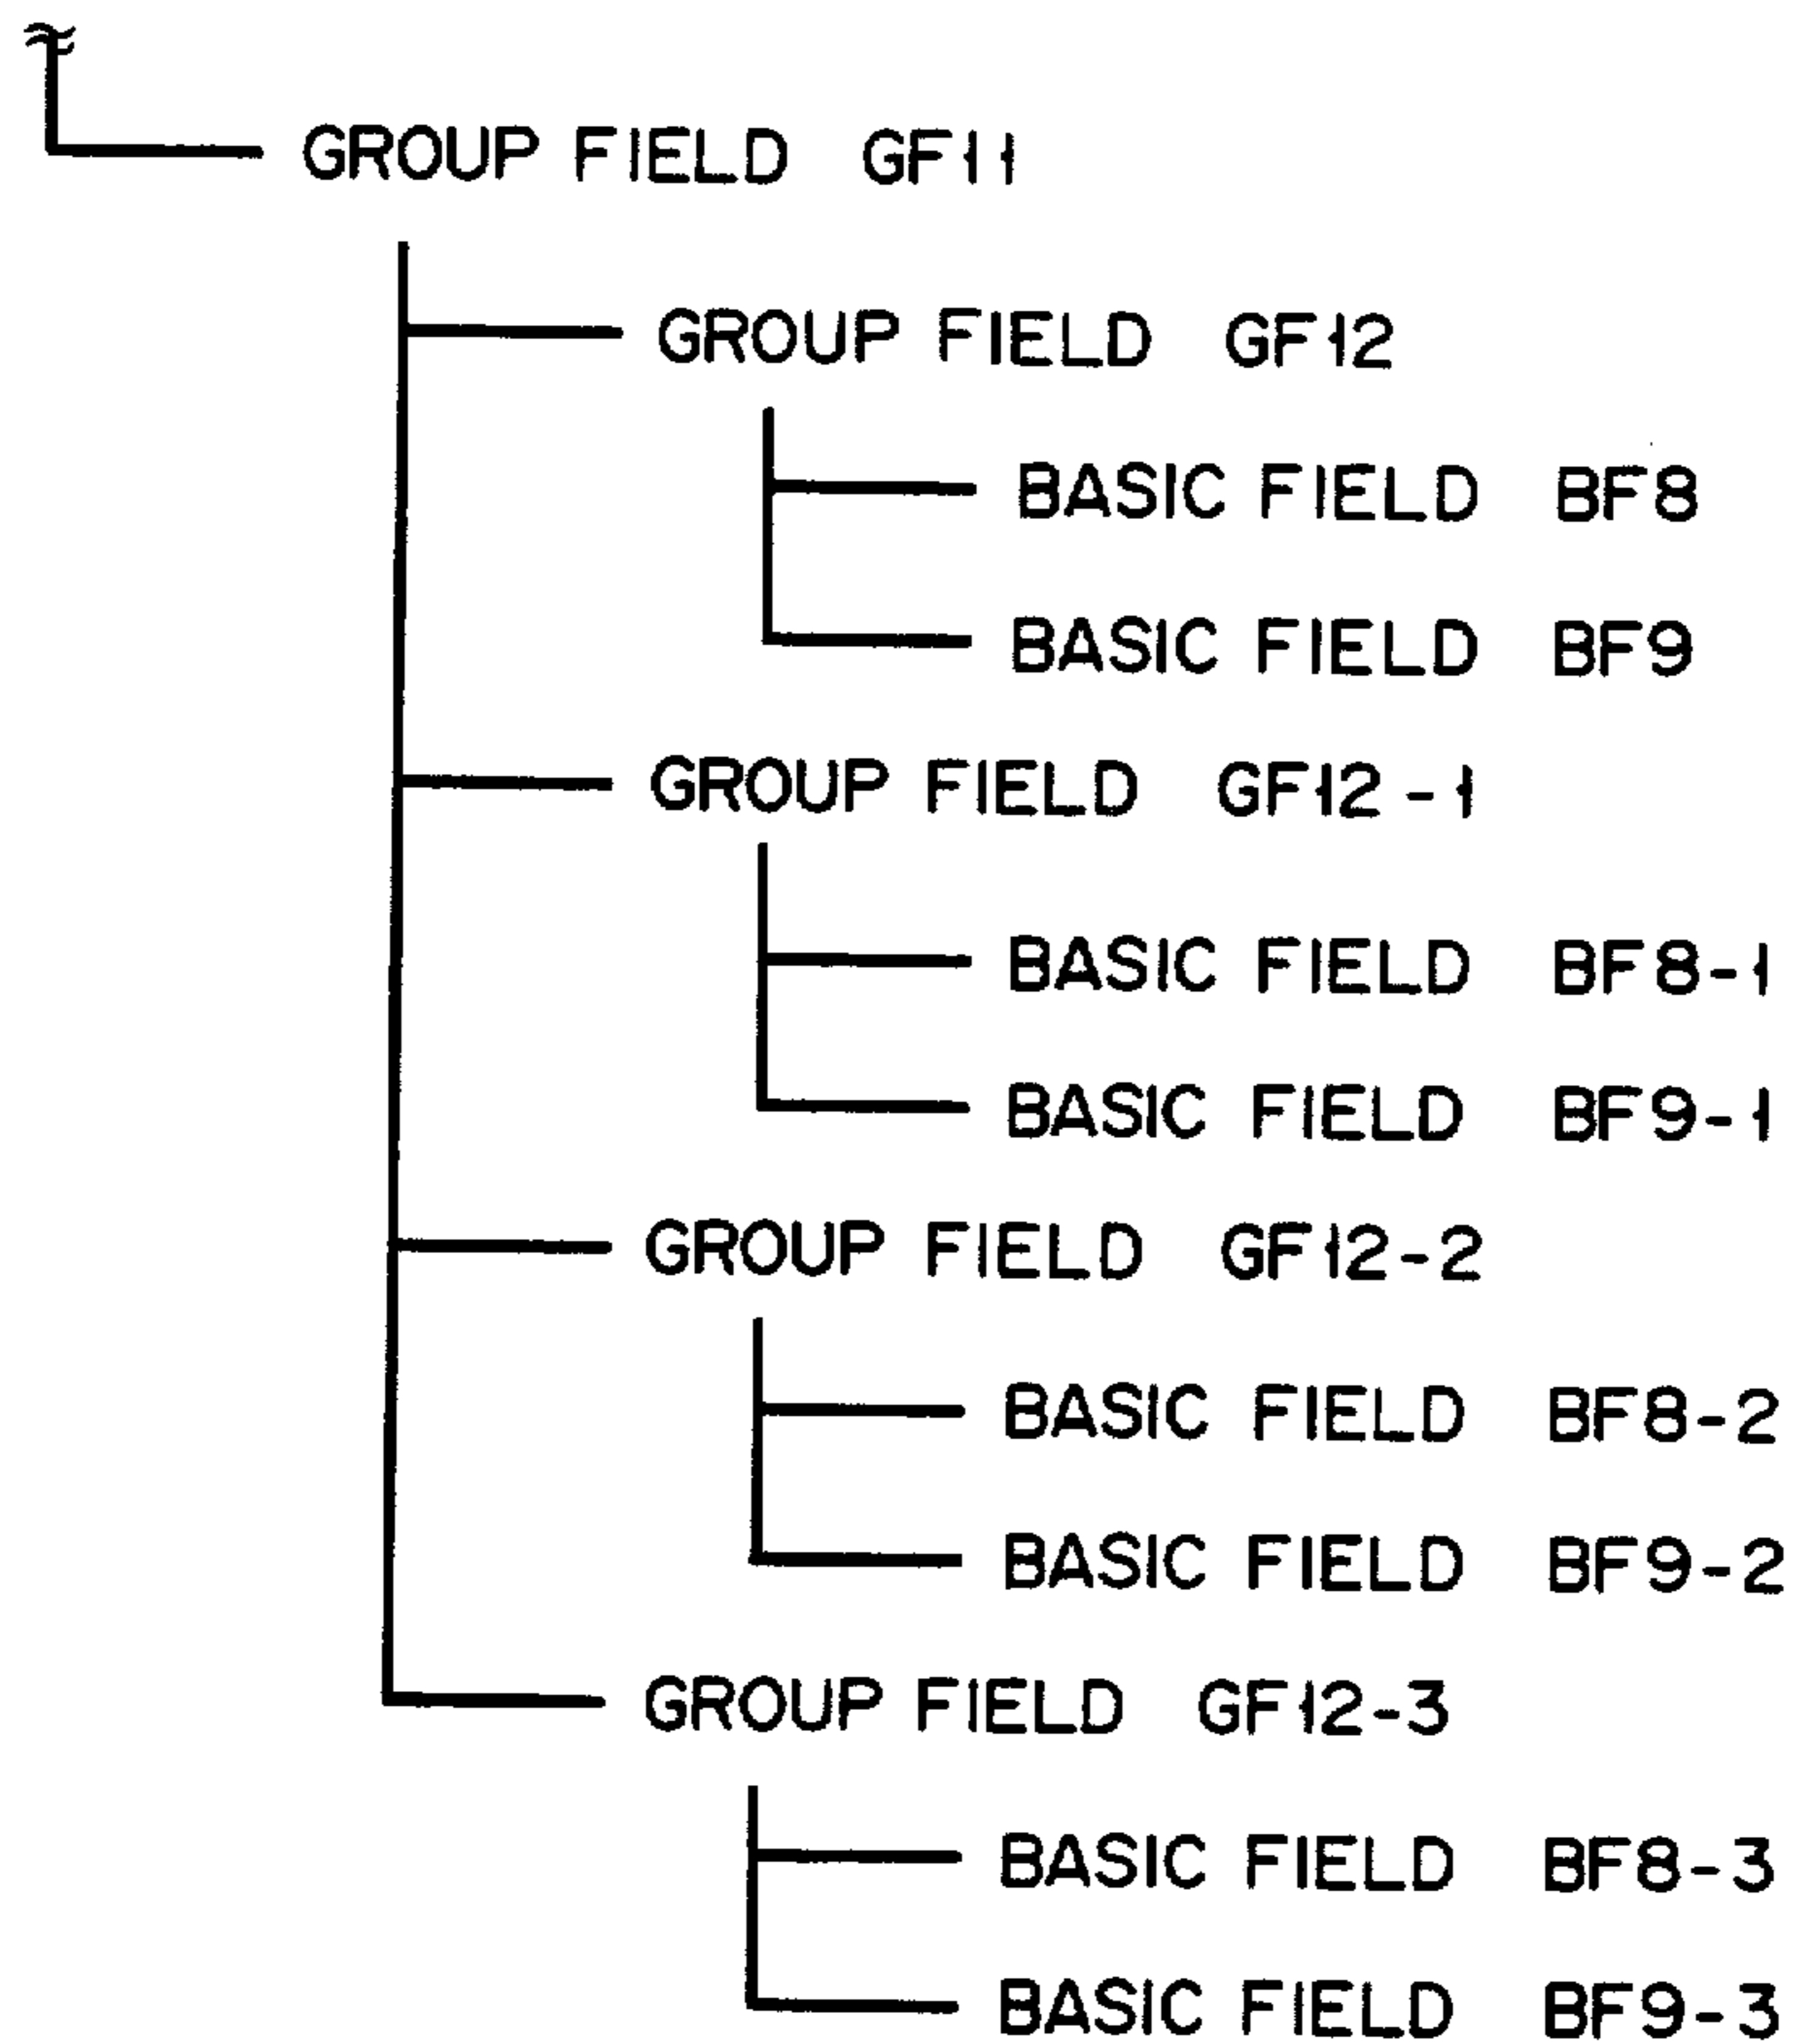 GROUP FIELD GF11
GROUP FIELD GF12
BASIC FIELD BF8
BASIC FIELD BF9
GROUP FIELD GF12-1
BASIC FIELD BF8-1
BASIC FIELD BF9-1
GROUP FIELD GF12-2
BASIC FIELD BF8-2
BASIC FIELD BF9-2
GROUP FIELD GF12-3
BASIC FIELD BF8-3
BASIC FIELD BF9-3